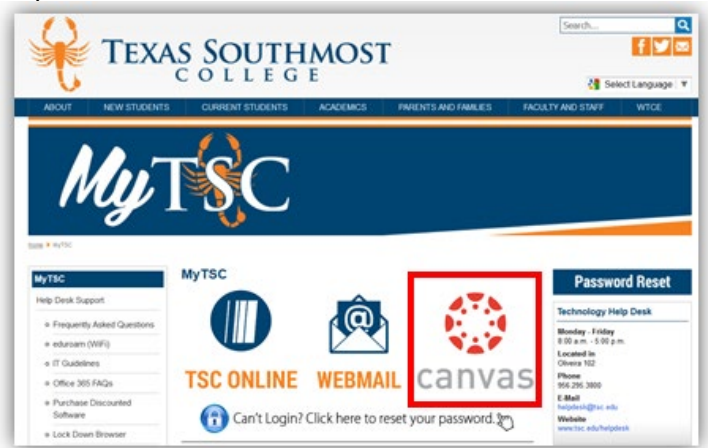 Search...
TEXAS SOUTHMOST
COLLEGE
Select Language
ABOUT NEW STUDENTS CURRENT STUDENTS ACADEMICS PARENTS AND FAMILIES FACULTY AND STAFF WTCE
MyTSC
home myTSC
MyTSC
Help Desk Support
Frequently Asked Questions
eduroam (WiFi)
IT Guidelines
Office 365 FAQs
Purchase Discounted
Software
Lock Down Browser
MyTSC
TSC ONLINE WEBMAIL canvas
Can't Login? Click here to reset your password.
Password Reset
Technology Help Desk
Monday - Friday
8:00 a.m. - 5:00 p.m.
Located in
Oliveira 102
Phone
956.295.3800
E-Mail
helpdesk@tsc.edu
Website
www.tsc.edu/helpdesk